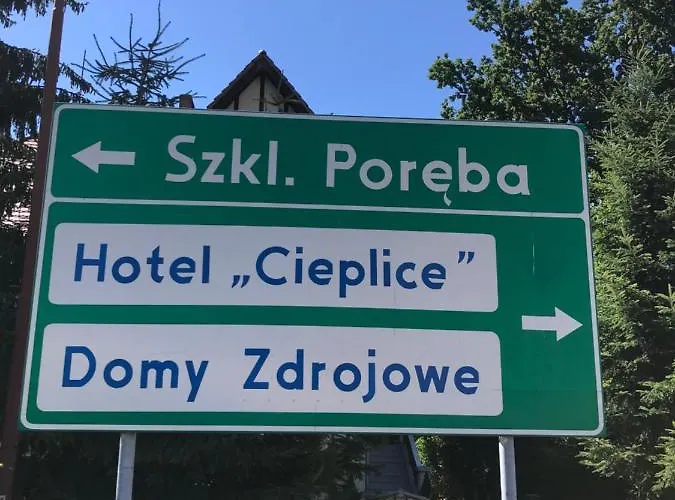 Szkl. Poręba
Hotel „Cieplice”
Domy Zdrojowe